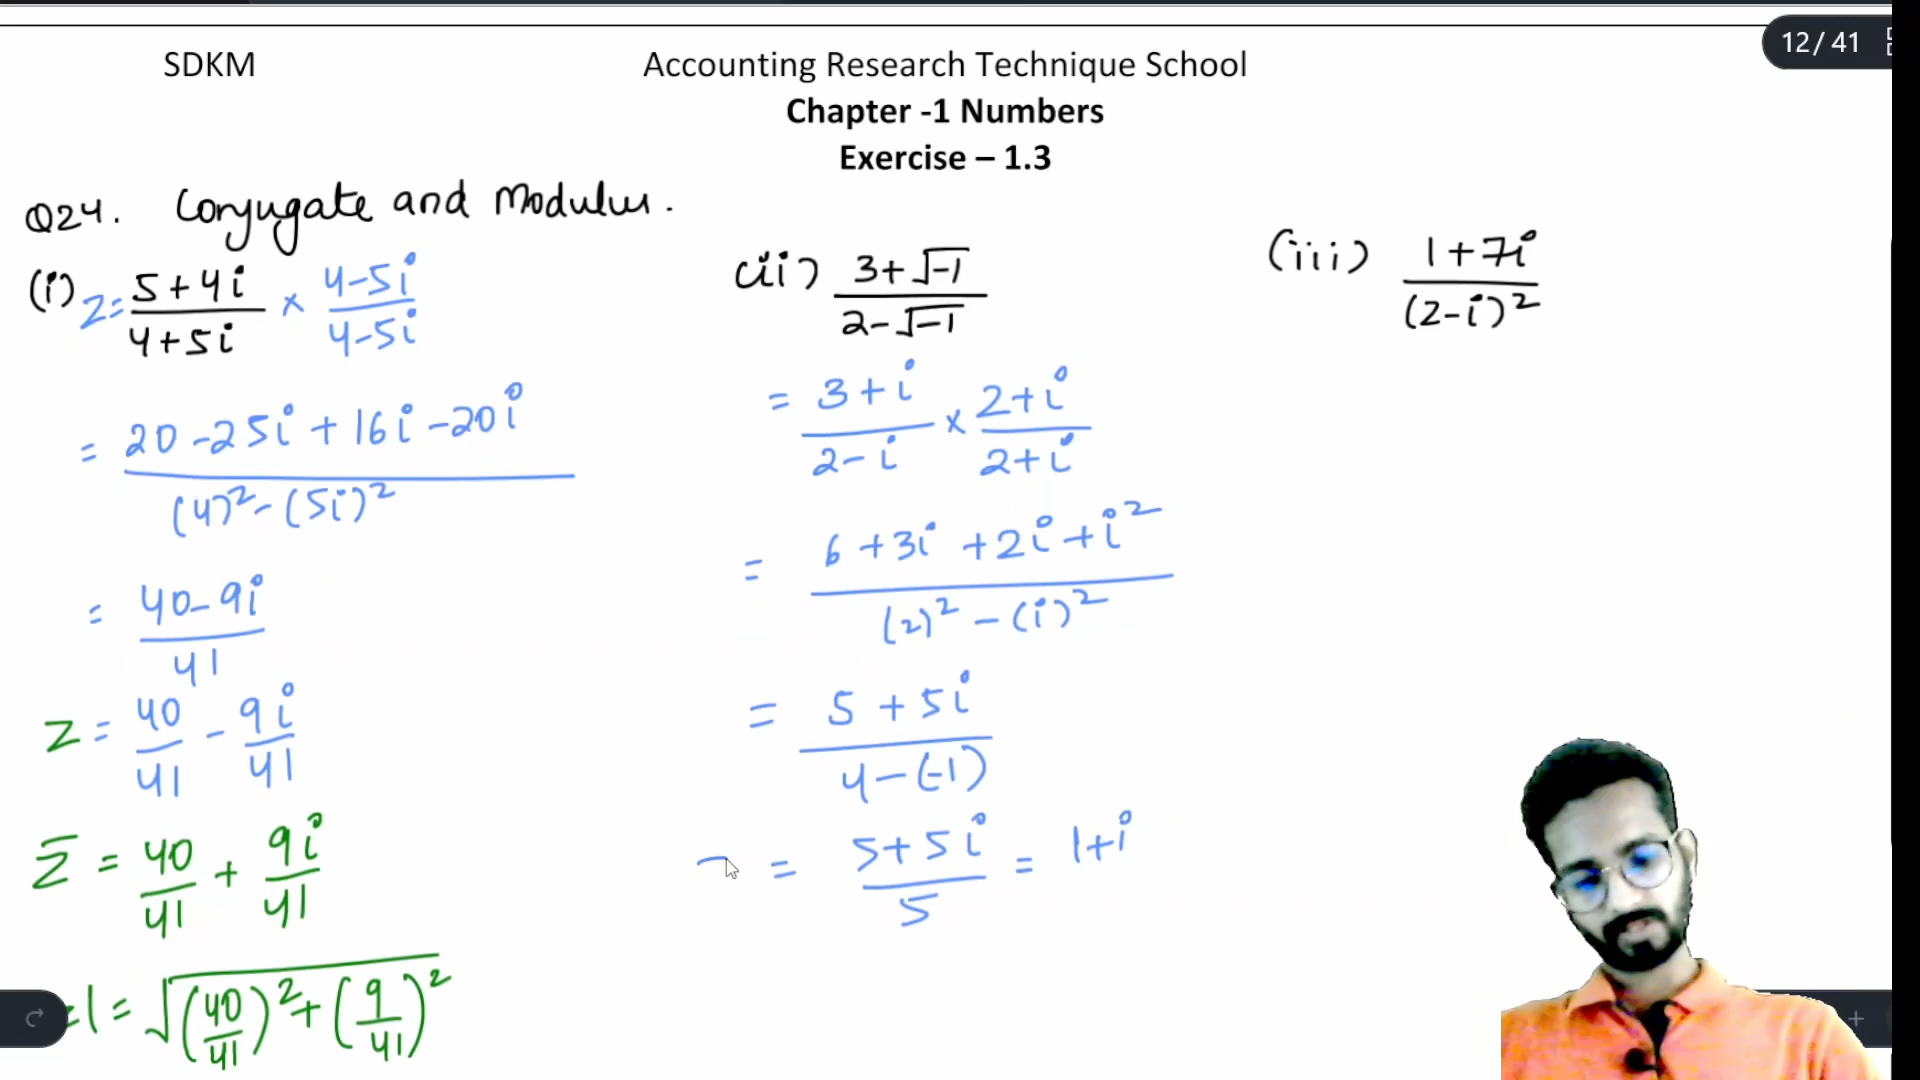 12/ 41
SDKM
Accounting Research Technique School
Chapter -1 Numbers
Exercise – 1.3
Q24. Conjugate and Modulus.
(i) Z= 5+4i / 4+5i × 4-5i / 4-5i
= 20-25i+16i-20i / (4)²-(5i)²
= 40-9i / 41
Z= 40/41 - 9i/41
Z̅ = 40/41 + 9i/41
| = √(40/41)²+(9/41)²
(ii) 3+√-1 / 2-√-1
= 3+i / 2-i × 2+i / 2+i
= 6+3i+2i+i² / (2)²-(i)²
= 5+5i / 4-(-1)
= 5+5i / 5 = 1+i
(iii) 1+7i / (2-i)²